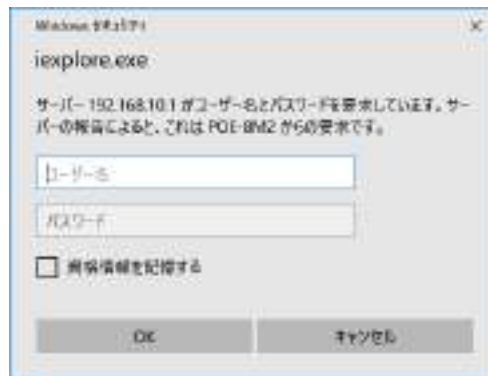 Windows セキュリティ
iexplore.exe
サーバー 192.168.10.1 がユーザー名とパスワードを要求しています。サー
バーの報告によると、これは POE-8M2 からの要求です。
ユーザー名
パスワード
資格情報を記憶する
OK
キャンセル